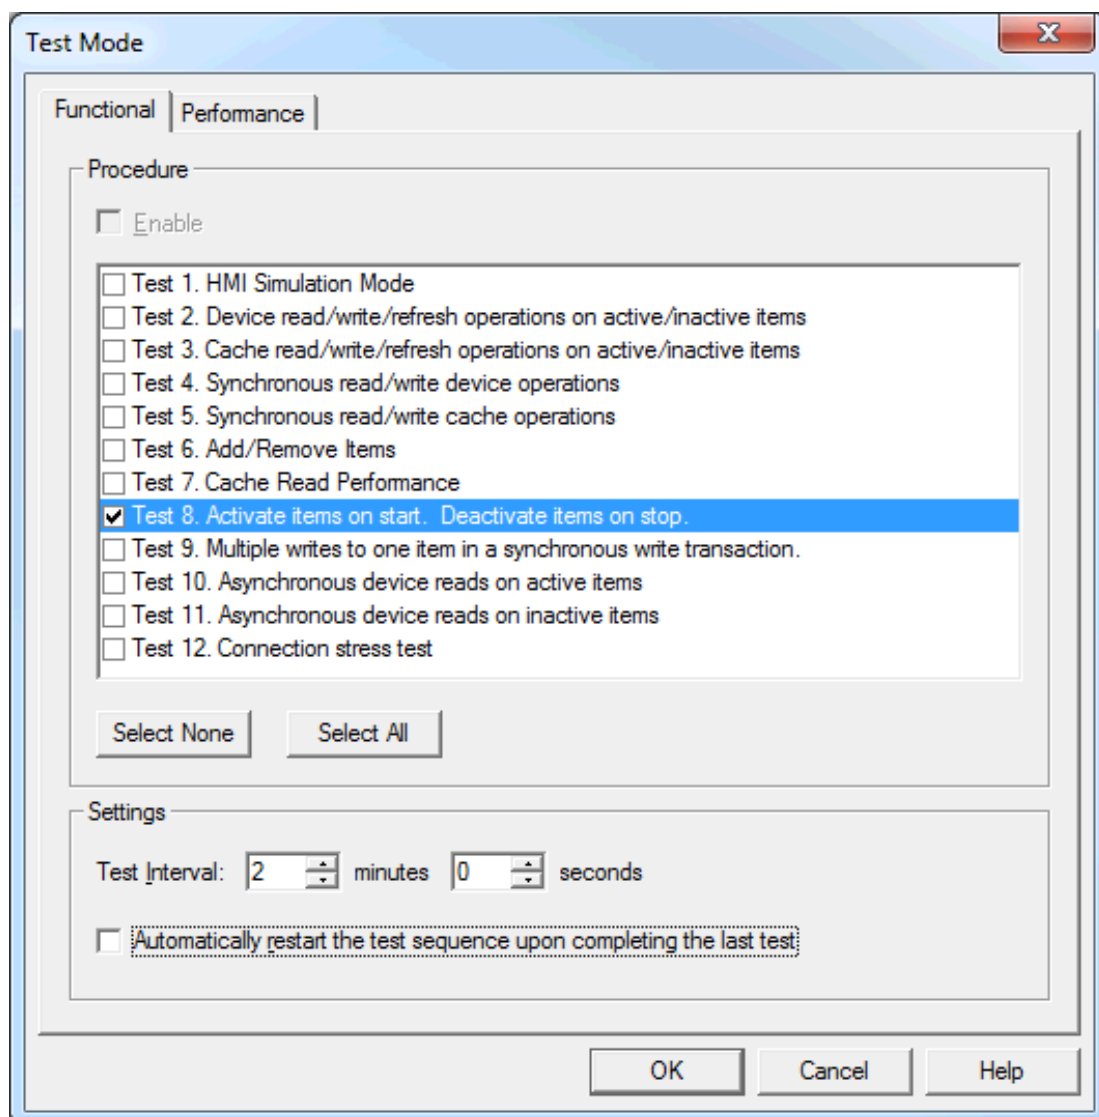 Test Mode
Functional Performance
Procedure
Enable
Test 1. HMI Simulation Mode
Test 2. Device read/write/refresh operations on active/inactive items
Test 3. Cache read/write/refresh operations on active/inactive items
Test 4. Synchronous read/write device operations
Test 5. Synchronous read/write cache operations
Test 6. Add/Remove Items
Test 7. Cache Read Performance
Test 8. Activate items on start.  Deactivate items on stop.
Test 9. Multiple writes to one item in a synchronous write transaction.
Test 10. Asynchronous device reads on active items
Test 11. Asynchronous device reads on inactive items
Test 12. Connection stress test
Select None Select All
Settings
Test Interval: 2 minutes 0 seconds
Automatically restart the test sequence upon completing the last test
OK Cancel Help